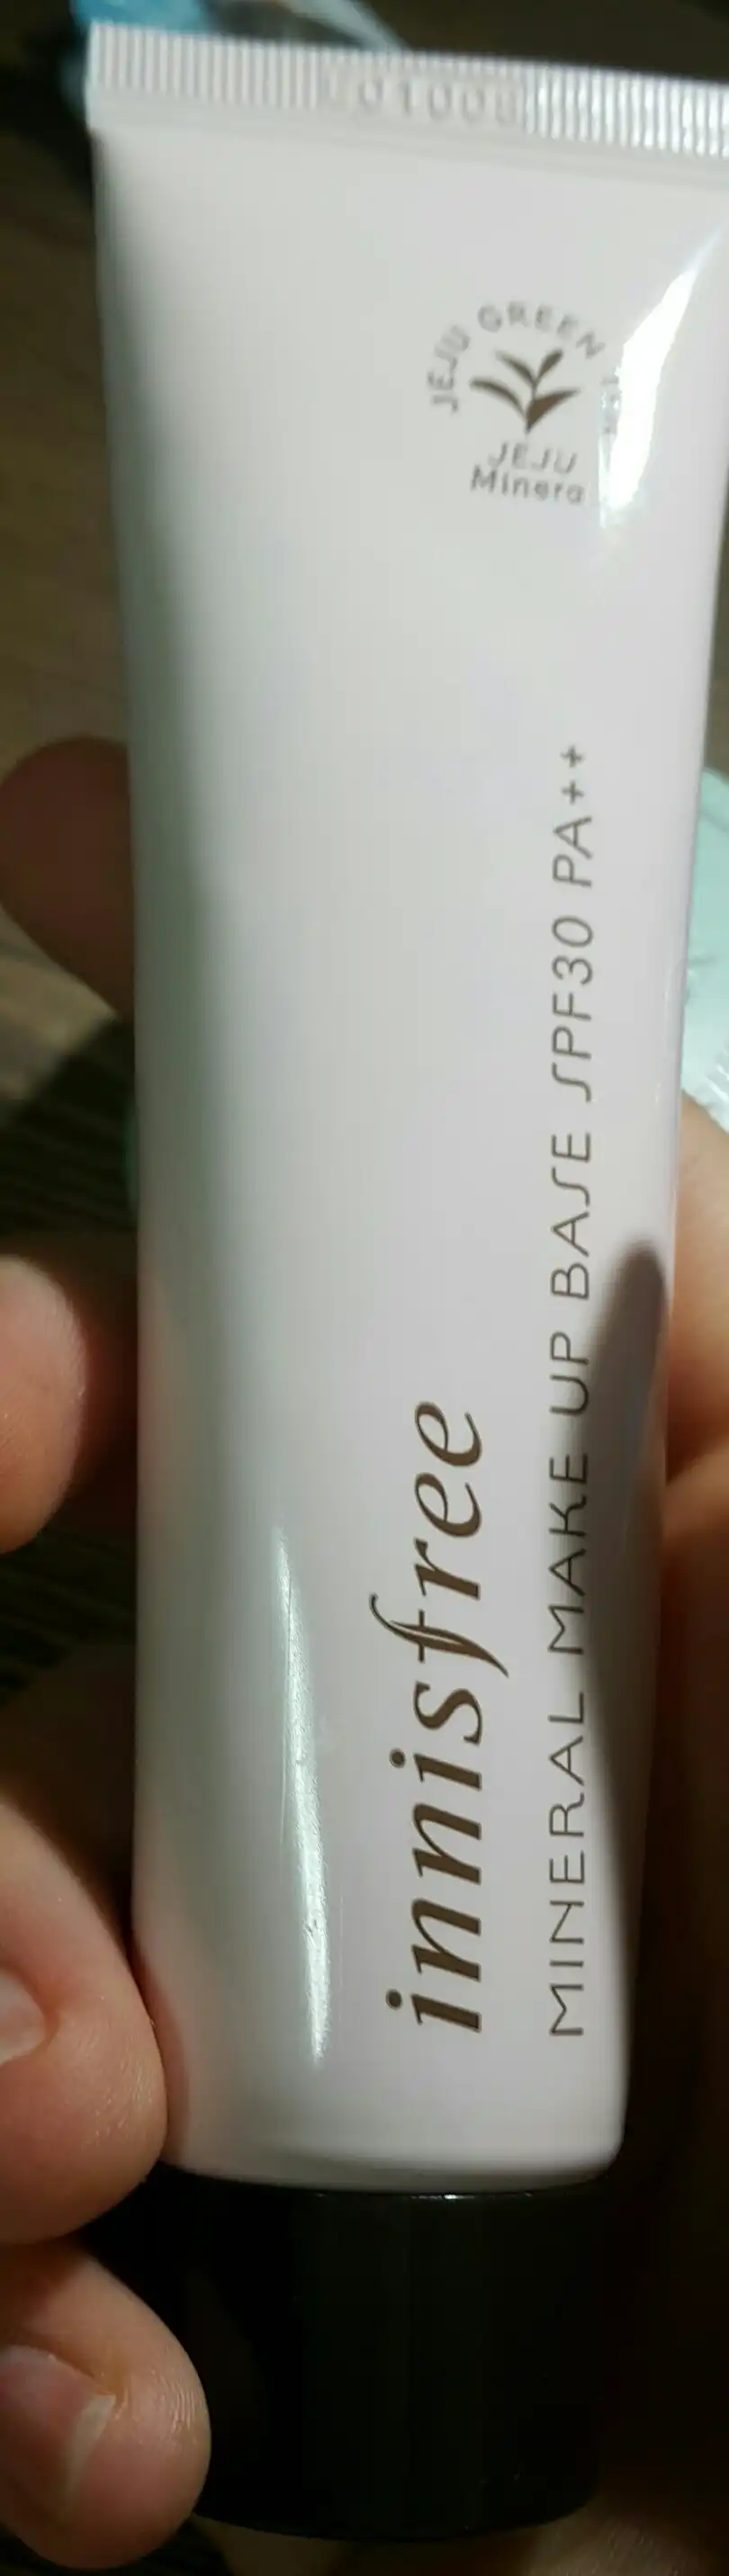 JEJU GREEN
JEJU
Minera
innisfree
MINERAL MAKE UP BASE SPF30 PA++